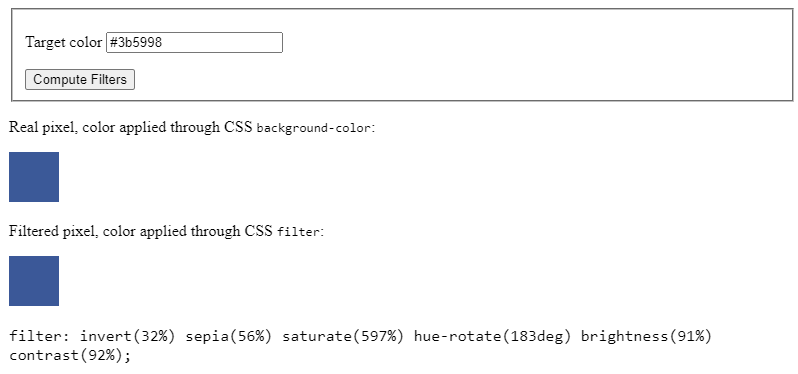 Target color #3b5998
Compute Filters
Real pixel, color applied through CSS background-color:
Filtered pixel, color applied through CSS filter:
filter: invert(32%) sepia(56%) saturate(597%) hue-rotate(183deg) brightness(91%)
contrast(92%);